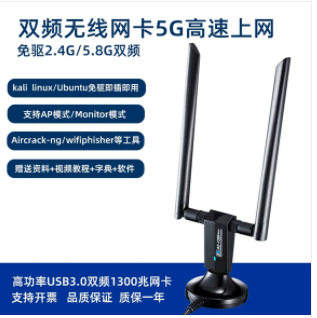 双频无线网卡5G高速上网
免驱2.4G/5.8G双频
kali linux/Ubuntu免驱即插即用
支持AP模式/Monitor模式
Aircrack-ng/wifiphisher等工具
赠送资料+视频教程+字典+软件
高功率USB3.0双频1300兆网卡
支持开票 品质保证 质保一年